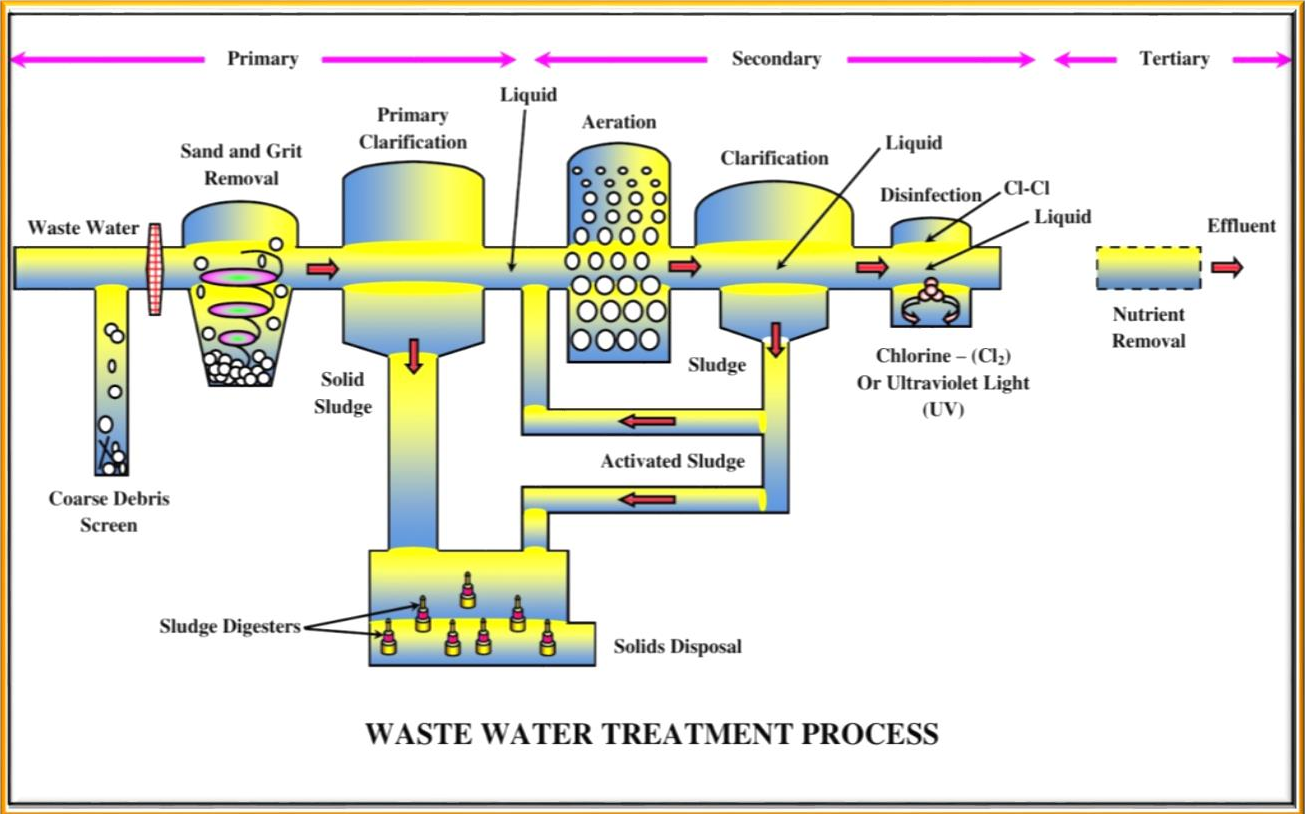 Primary
Secondary
Tertiary
Liquid
Primary
Clarification
Aeration
Sand and Grit
Removal
Clarification
Liquid
Disinfection
Cl-Cl
Liquid
Waste Water
Effluent
Nutrient
Removal
Solid
Sludge
Sludge
Chlorine – (Cl₂)
Or Ultraviolet Light
(UV)
Activated Sludge
Coarse Debris
Screen
Sludge Digesters
Solids Disposal
WASTE WATER TREATMENT PROCESS